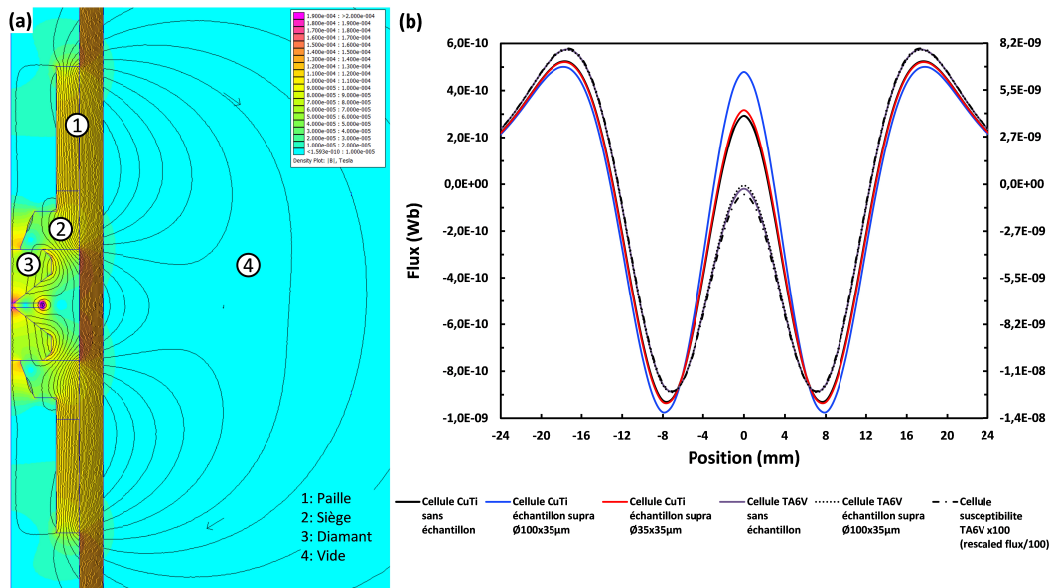 (a)
1.900e-004 : >2.000e-004
1.800e-004 : 1.900e-004
1.700e-004 : 1.800e-004
1.600e-004 : 1.700e-004
1.500e-004 : 1.600e-004
1.400e-004 : 1.500e-004
1.300e-004 : 1.400e-004
1.200e-004 : 1.300e-004
1.100e-004 : 1.200e-004
1.000e-004 : 1.100e-004
9.000e-005 : 1.000e-004
8.000e-005 : 9.000e-005
7.000e-005 : 8.000e-005
6.000e-005 : 7.000e-005
5.000e-005 : 6.000e-005
4.000e-005 : 5.000e-005
3.000e-005 : 4.000e-005
2.000e-005 : 3.000e-005
1.000e-005 : 2.000e-005
<1.593e-010 : 1.000e-005
Density Plot: |B|, Tesla
1
2
3
4
1: Paille
2: Siège
3: Diamant
4: Vide
(b)
6,0E-10
4,0E-10
2,0E-10
0,0E+00
-2,0E-10
-4,0E-10
-6,0E-10
-8,0E-10
-1,0E-09
Flux (Wb)
8,2E-09
5,5E-09
2,7E-09
0,0E+00
-2,7E-09
-5,5E-09
-8,2E-09
-1,1E-08
-1,4E-08
-24 -20 -16 -12 -8 -4 0 4 8 12 16 20 24
Position (mm)
Cellule CuTi sans échantillon
Cellule CuTi échantillon supra Ø100x35µm
Cellule CuTi échantillon supra Ø35x35µm
Cellule TA6V sans échantillon
Cellule TA6V échantillon supra Ø100x35µm
Cellule susceptibilite TA6V x100 (rescaled flux/100)